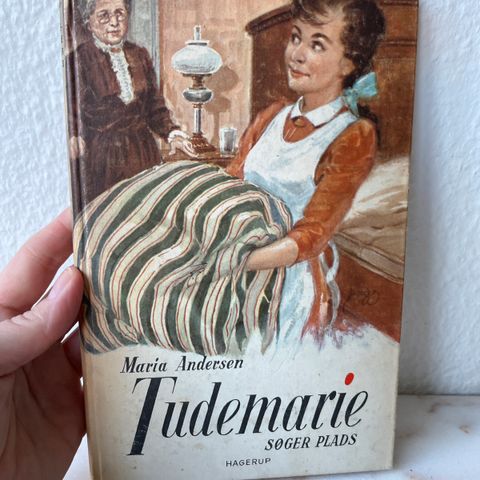 Maria Andersen
Tudemarie
SØGER PLADS
HAGERUP